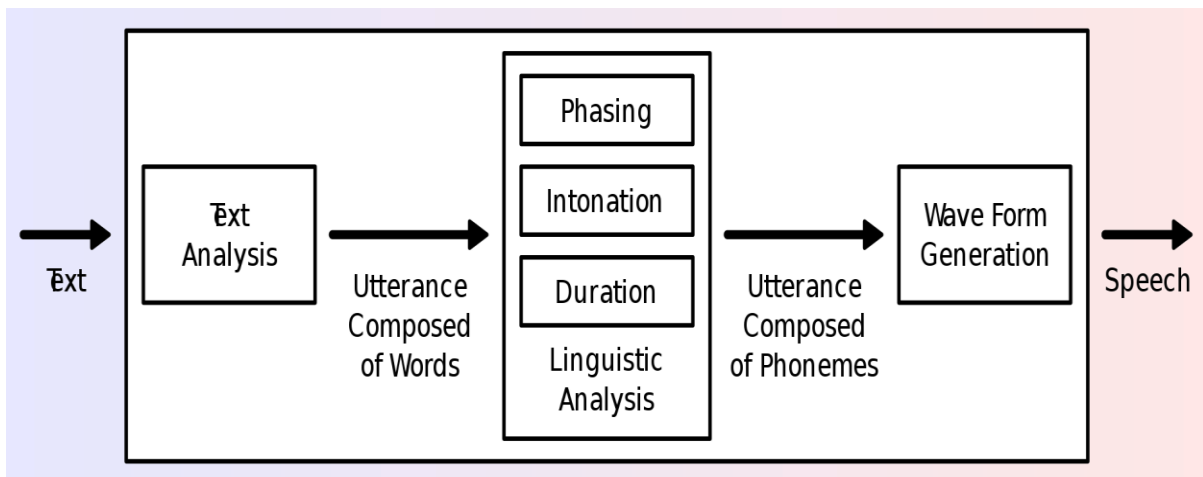 Text
Text
Analysis
Utterance
Composed
of Words
Phasing
Intonation
Duration
Linguistic
Analysis
Utterance
Composed
of Phonemes
Wave Form
Generation
Speech